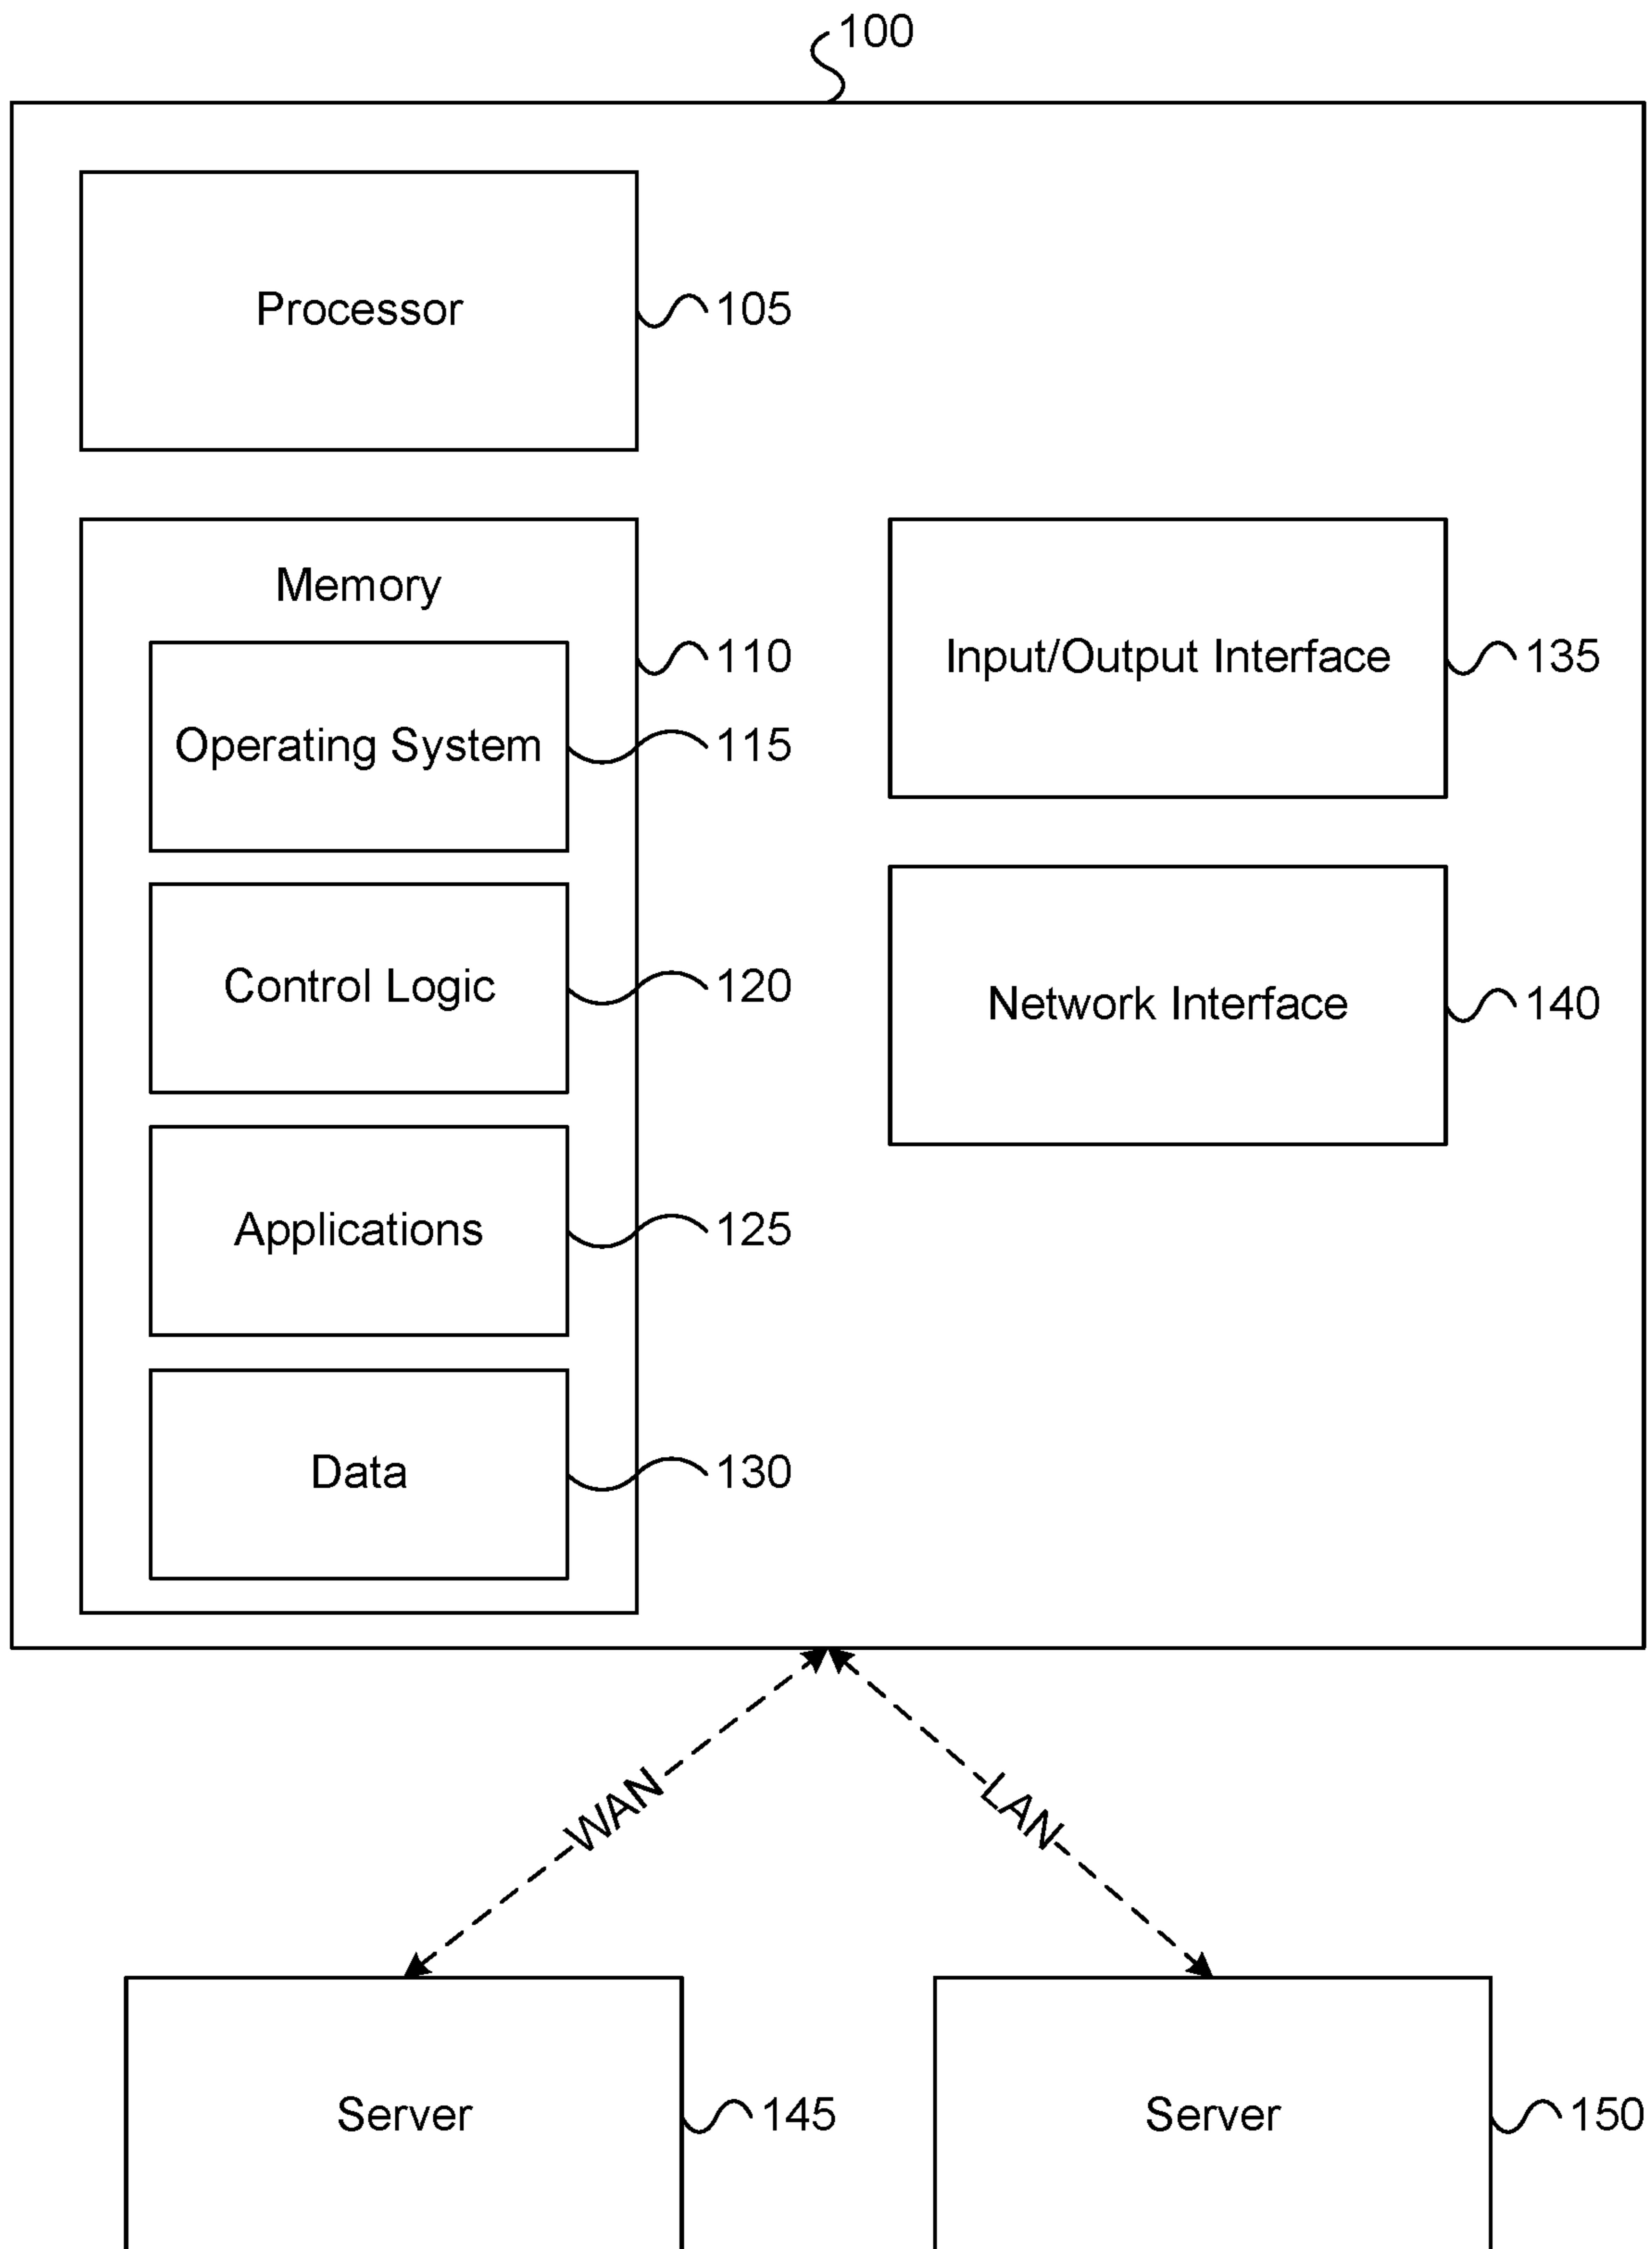 100
Processor
105
Memory
110
Input/Output Interface
135
Operating System
115
Control Logic
120
Network Interface
140
Applications
125
Data
130
WAN
LAN
Server
145
Server
150